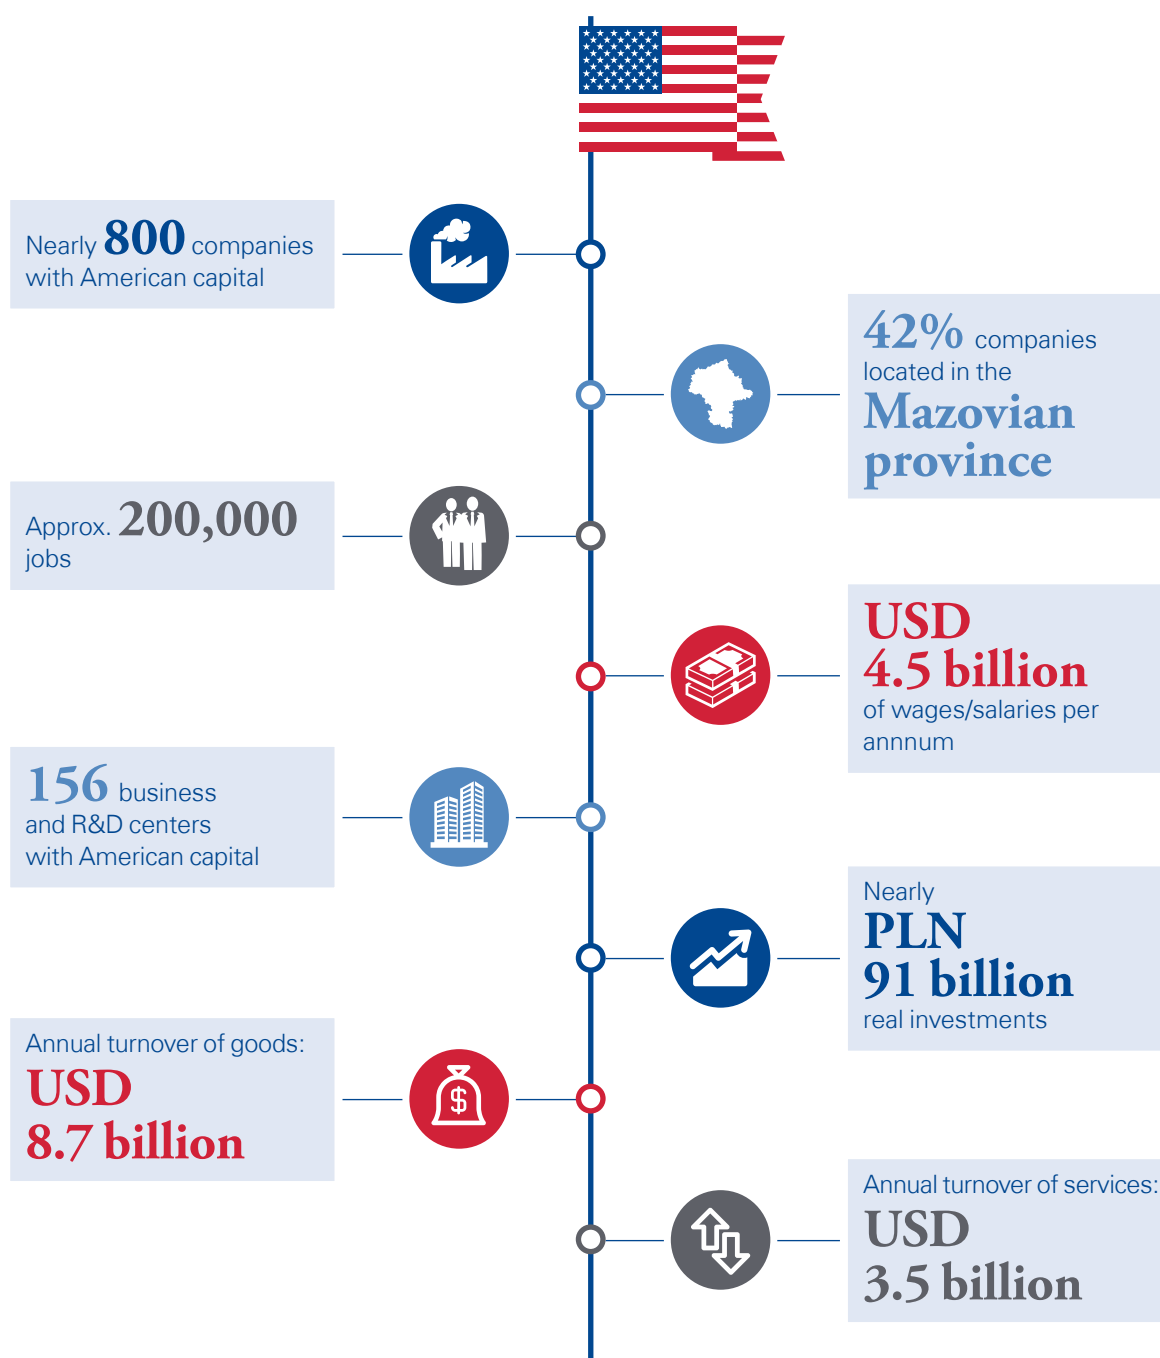 Nearly 800 companies
with American capital
42% companies
located in the
Mazovian
province
Approx. 200,000
jobs
USD
4.5 billion
of wages/salaries per
annnum
156 business
and R&D centers
with American capital
Nearly
PLN
91 billion
real investments
Annual turnover of goods:
USD
8.7 billion
$
Annual turnover of services:
USD
3.5 billion